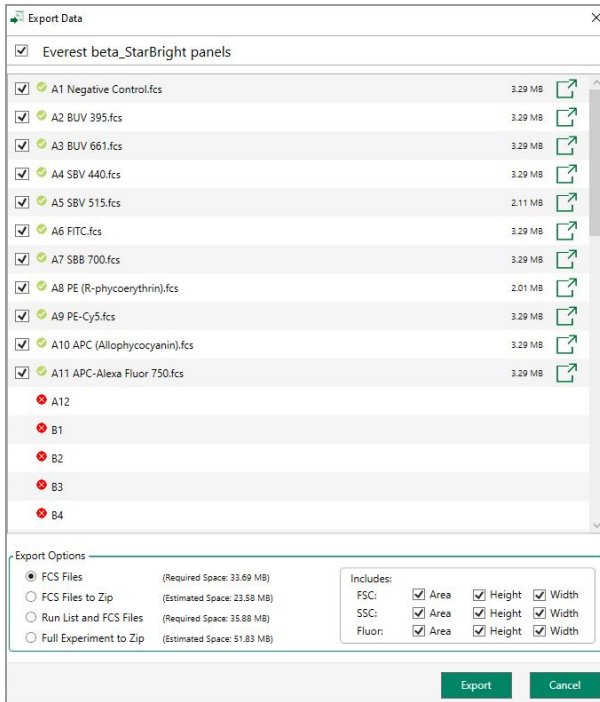 Export Data
Everest beta_StarBright panels
A1 Negative Control.fcs 3.29 MB
A2 BUV 395.fcs 3.29 MB
A3 BUV 661.fcs 3.29 MB
A4 SBV 440.fcs 3.29 MB
A5 SBV 515.fcs 2.11 MB
A6 FITC.fcs 3.29 MB
A7 SBB 700.fcs 3.29 MB
A8 PE (R-phycoerythrin).fcs 2.01 MB
A9 PE-Cy5.fcs 3.29 MB
A10 APC (Allophycocyanin).fcs 3.29 MB
A11 APC-Alexa Fluor 750.fcs 3.29 MB
A12
B1
B2
B3
B4
Export Options
FCS Files (Required Space: 33.69 MB)
FCS Files to Zip (Estimated Space: 23.58 MB)
Run List and FCS Files (Required Space: 35.88 MB)
Full Experiment to Zip (Estimated Space: 51.83 MB)
Includes:
FSC: Area Height Width
SSC: Area Height Width
Fluor: Area Height Width
Export Cancel